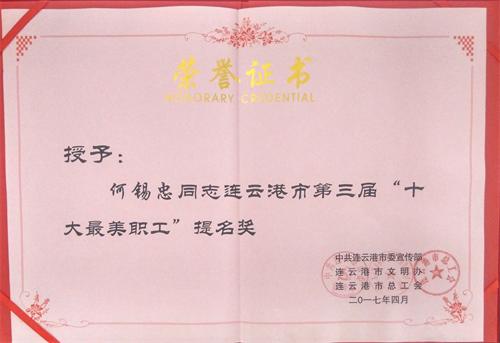 荣誉证书
HONORARY CREDENTIAL
授予：
何锡忠同志连云港市第三届“十
大最美职工”提名奖
中共连云港市委宣传部
连云港市文明办
连云港市总工会
二〇一七年四月